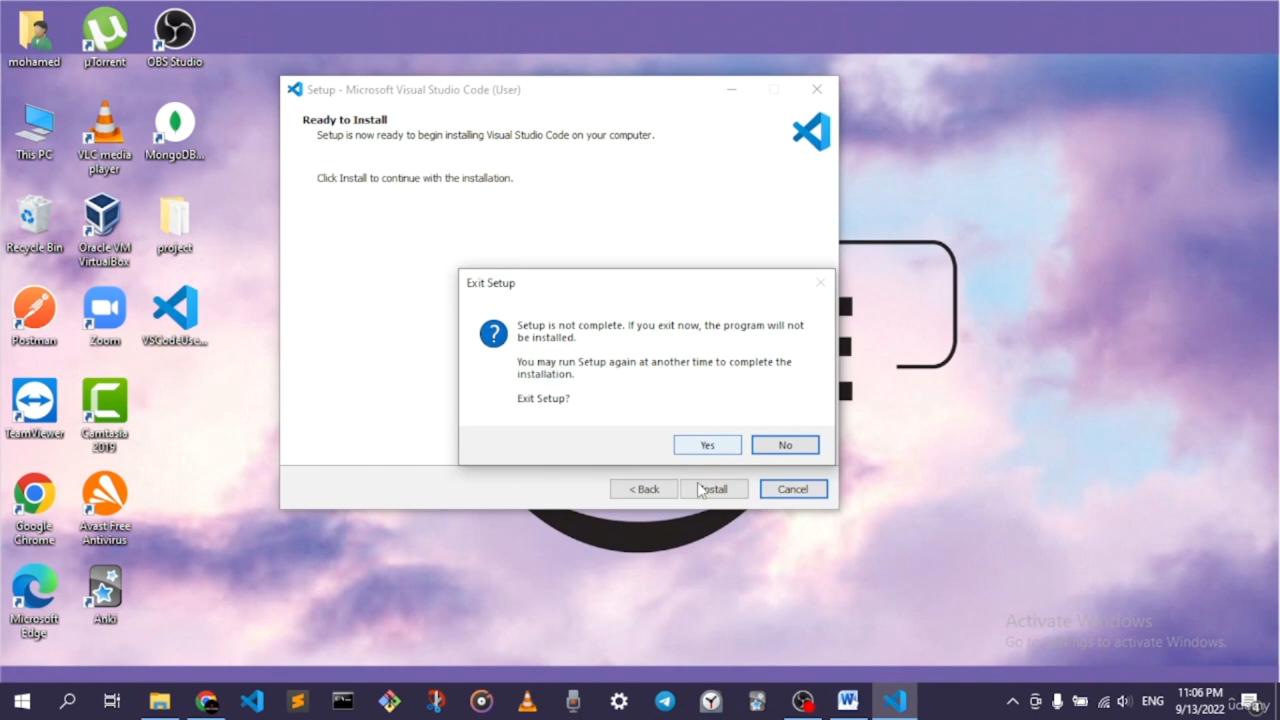 mohamed
µTorrent
OBS Studio
This PC
VLC media
player
MongoDB...
Recycle Bin
Oracle VM
VirtualBox
project
Postman
Zoom
VSCodeUse...
TeamViewer
Camtasia
2019
Google
Chrome
Avast Free
Antivirus
Microsoft
Edge
Anki
Setup - Microsoft Visual Studio Code (User)
Ready to Install
Setup is now ready to begin installing Visual Studio Code on your computer.
Click Install to continue with the installation.
Exit Setup
Setup is not complete. If you exit now, the program will not
be installed.
You may run Setup again at another time to complete the
installation.
Exit Setup?
Yes
No
< Back
Install
Cancel
Activate Windows
Go to Settings to activate Windows.
ENG
11:06 PM
9/13/2022
udemy